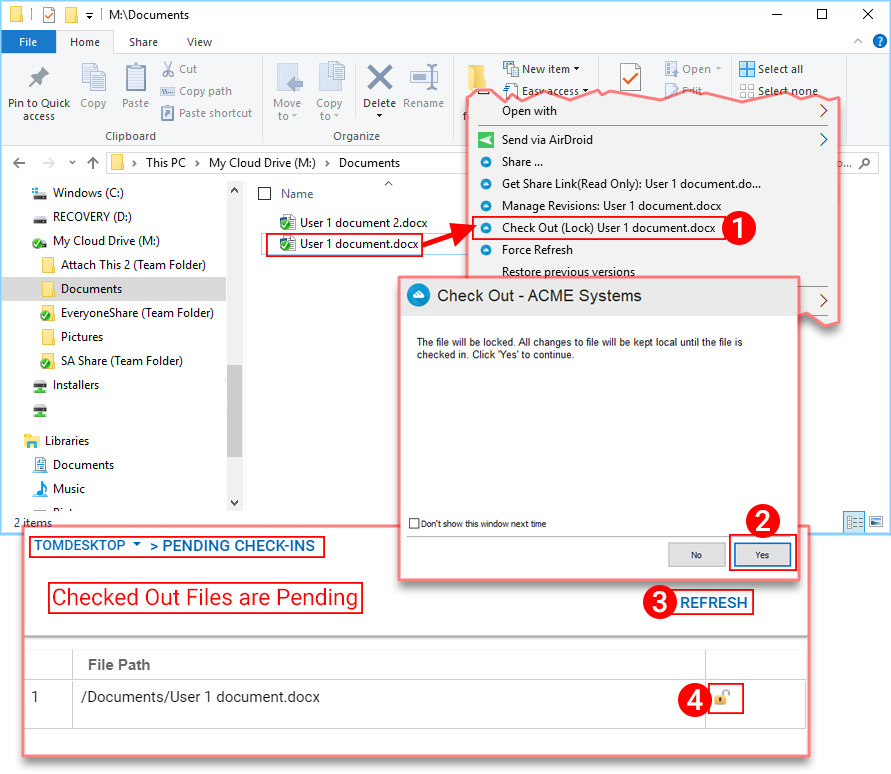 M:\Documents
File Home Share View
Pin to Quick access
Copy
Paste
Cut
Copy path
Paste shortcut
Clipboard
Move to
Copy to
Delete
Rename
Organize
New item
Easy access
Open
Edit
Select all
Select none
This PC > My Cloud Drive (M:) > Documents
Windows (C:)
RECOVERY (D:)
My Cloud Drive (M:)
Attach This 2 (Team Folder)
Documents
EveryoneShare (Team Folder)
Pictures
SA Share (Team Folder)
Installers
Libraries
Documents
Music
2 items
Name
User 1 document 2.docx
User 1 document.docx
Open with
Send via AirDroid
Share ...
Get Share Link(Read Only): User 1 document.do...
Manage Revisions: User 1 document.docx
Check Out (Lock) User 1 document.docx
1
Force Refresh
Restore previous versions
Check Out - ACME Systems
The file will be locked. All changes to file will be kept local until the file is
checked in. Click 'Yes' to continue.
Don't show this window next time
2
No
Yes
TOMDESKTOP > PENDING CHECK-INS
Checked Out Files are Pending
3 REFRESH
File Path
1 /Documents/User 1 document.docx
4